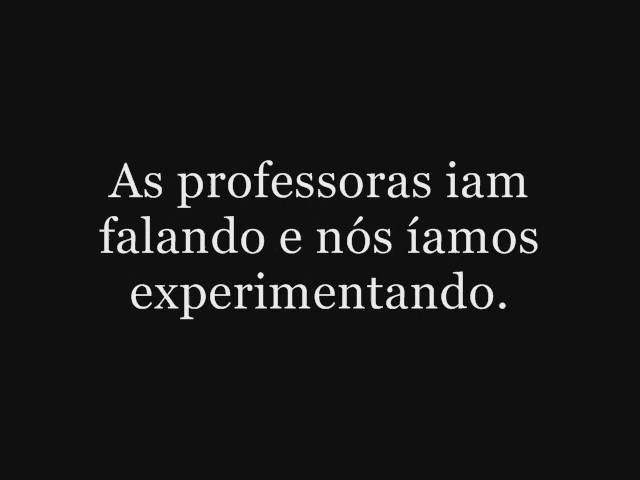 As professoras iam
falando e nós íamos
experimentando.